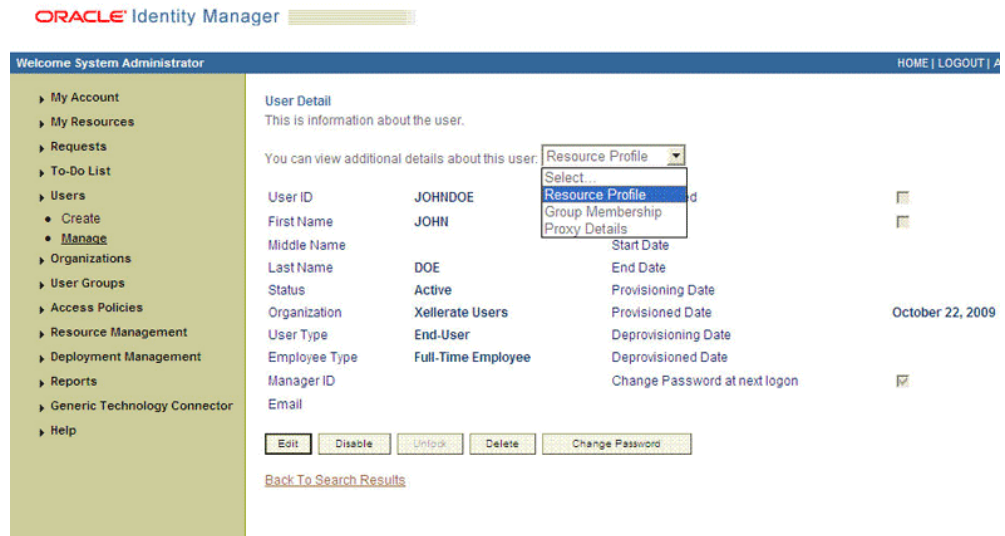 ORACLE Identity Manager
Welcome System Administrator
HOME | LOGOUT | A
My Account
My Resources
Requests
To-Do List
Users
Create
Manage
Organizations
User Groups
Access Policies
Resource Management
Deployment Management
Reports
Generic Technology Connector
Help
User Detail
This is information about the user.
You can view additional details about this user: Resource Profile
Select...
Resource Profile
Group Membership
Proxy Details
User ID JOHNDOE
First Name JOHN
Middle Name Start Date
Last Name DOE End Date
Status Active Provisioning Date
Organization Xellerate Users Provisioned Date October 22, 2009
User Type End-User Deprovisioning Date
Employee Type Full-Time Employee Deprovisioned Date
Manager ID Change Password at next logon
Email
Edit Disable Unlock Delete Change Password
Back To Search Results